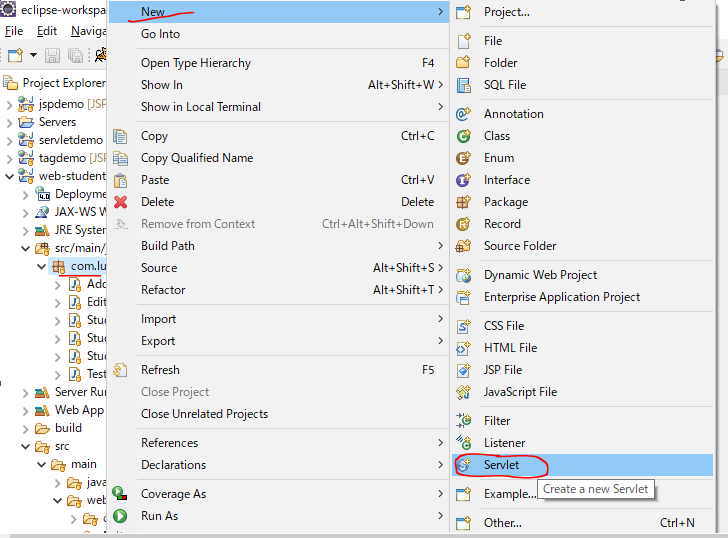 eclipse-workspa
File Edit Naviga
Project Explorer
jspdemo [JSP
Servers
servletdemo
tagdemo [JSP
web-student
Deployme
JAX-WS W
JRE System
src/main/j
com.lu
Add
Edit
Stud
Stud
Stud
Test
Server Run
Web App
build
src
main
java
web
New
Go Into
Open Type Hierarchy F4
Show In Alt+Shift+W
Show in Local Terminal
Copy Ctrl+C
Copy Qualified Name
Paste Ctrl+V
Delete Delete
Remove from Context Ctrl+Alt+Shift+Down
Build Path
Source Alt+Shift+S
Refactor Alt+Shift+T
Import
Export
Refresh F5
Close Project
Close Unrelated Projects
References
Declarations
Coverage As
Run As
Project...
File
Folder
SQL File
Annotation
Class
Enum
Interface
Package
Record
Source Folder
Dynamic Web Project
Enterprise Application Project
CSS File
HTML File
JSP File
JavaScript File
Filter
Listener
Servlet
Example...
Create a new Servlet
Other... Ctrl+N